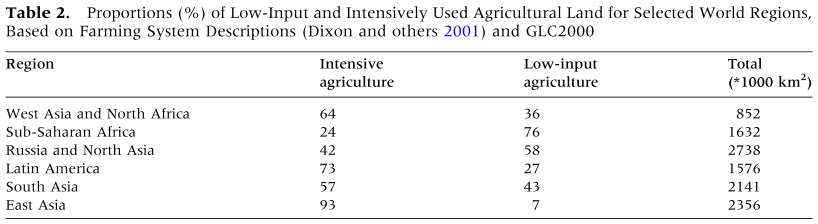 Table 2. Proportions (%) of Low-Input and Intensively Used Agricultural Land for Selected World Regions,
Based on Farming System Descriptions (Dixon and others 2001) and GLC2000
Region Intensive agriculture Low-input agriculture Total (*1000 km²)
West Asia and North Africa 64 36 852
Sub-Saharan Africa 24 76 1632
Russia and North Asia 42 58 2738
Latin America 73 27 1576
South Asia 57 43 2141
East Asia 93 7 2356